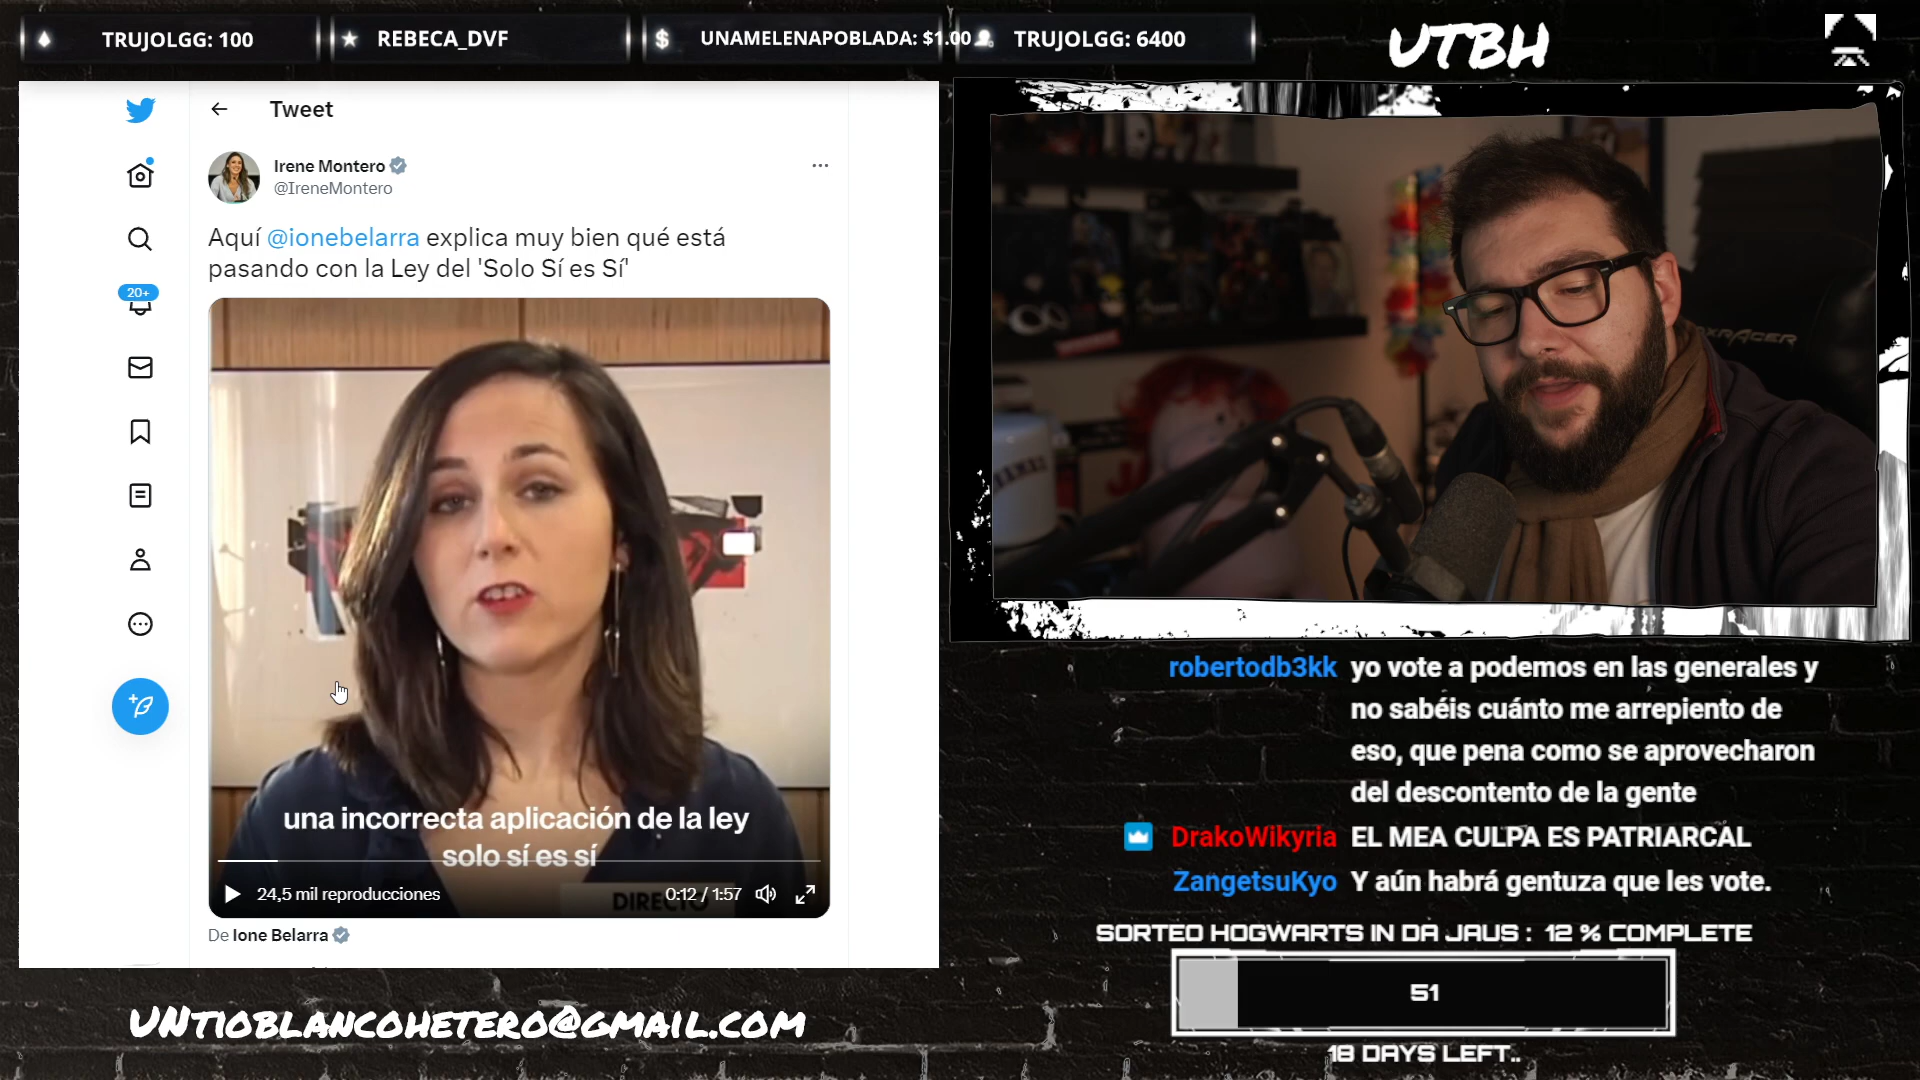 TRUJOLGG: 100
REBECA_DVF
UNAMELENAPOBLADA: $1.00
TRUJOLGG: 6400
UTBH
Tweet
Irene Montero
@IreneMontero
Aquí @ionebelarra explica muy bien qué está
pasando con la Ley del 'Solo Sí es Sí'
20+
una incorrecta aplicación de la ley
solo sí es sí
24,5 mil reproducciones
0:12 / 1:57
DIRECTO
De Ione Belarra
robertodb3kk yo vote a podemos en las generales y
no sabéis cuánto me arrepiento de
eso, que pena como se aprovecharon
del descontento de la gente
DrakoWikyria EL MEA CULPA ES PATRIARCAL
ZangetsuKyo Y aún habrá gentuza que les vote.
SORTEO HOGWARTS IN DA JAUS : 12 % COMPLETE
51
18 DAYS LEFT..
UNTIOBLANCOHETERO@GMAIL.COM